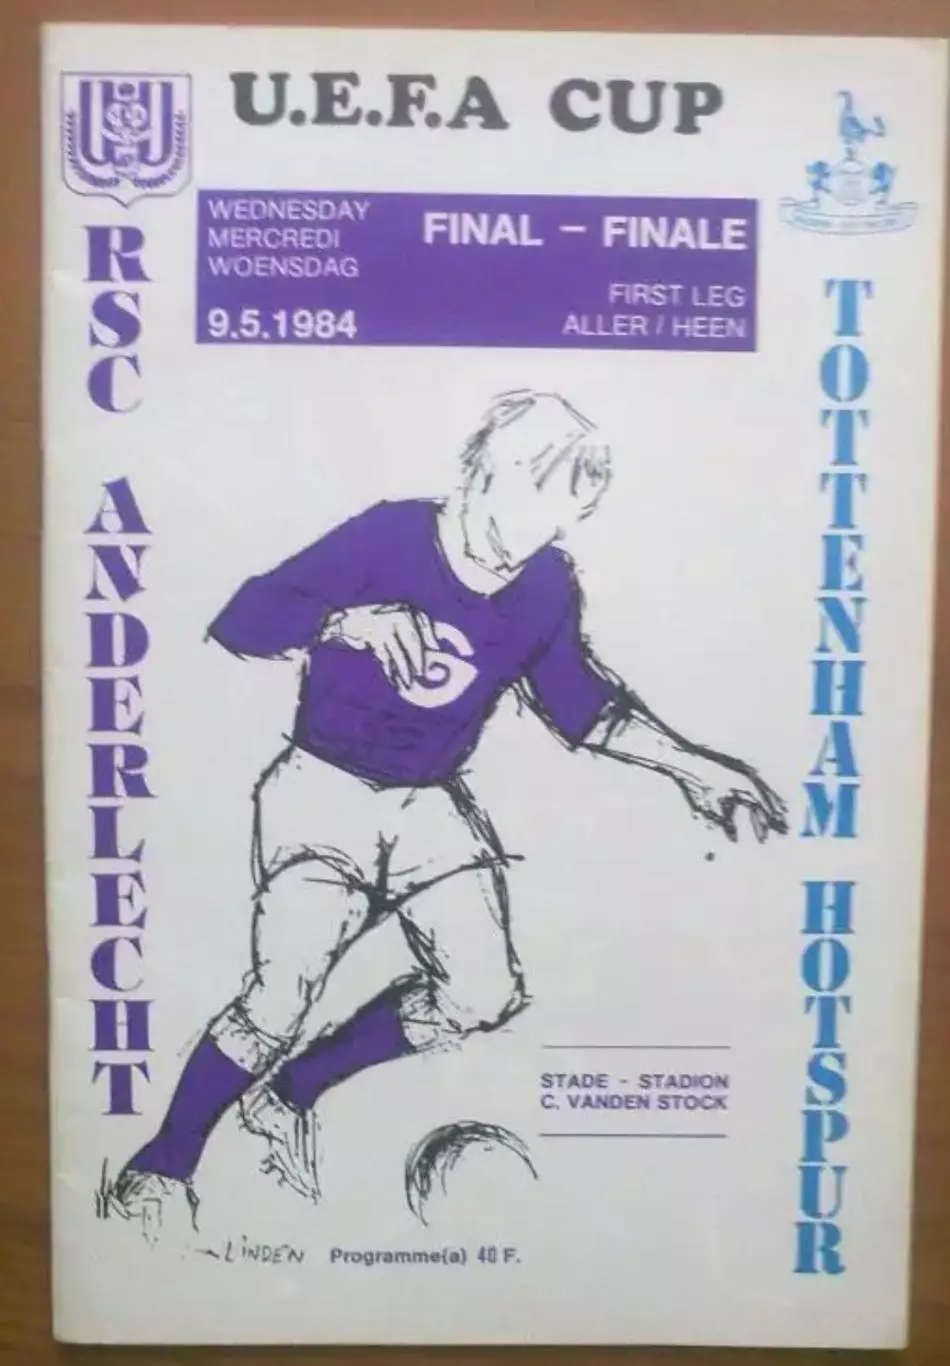 U.E.F.A CUP
WEDNESDAY
MERCREDI
WOENSDAG
9.5.1984
FINAL - FINALE
FIRST LEG
ALLER / HEEN
RSC ANDERLECHT
TOTTENHAM HOTSPUR
STADE - STADION
C. VANDEN STOCK
LINDEN
Programme(a) 40 F.